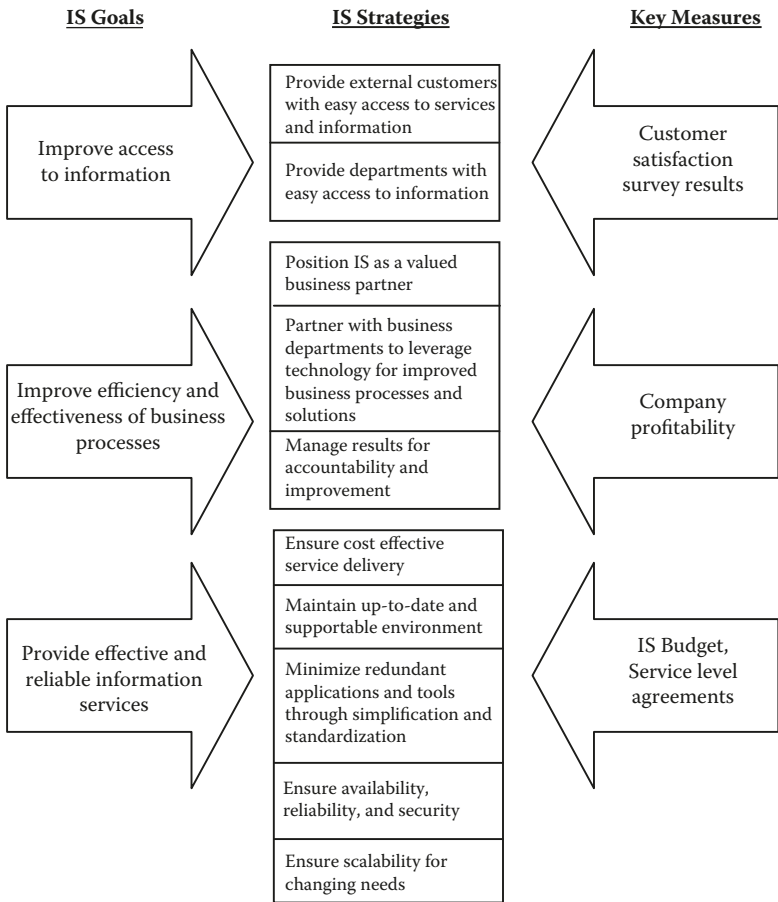 IS Goals
IS Strategies
Key Measures
Improve access
to information
Provide external customers
with easy access to services
and information
Provide departments with
easy access to information
Customer
satisfaction
survey results
Improve efficiency and
effectiveness of business
processes
Position IS as a valued
business partner
Partner with business
departments to leverage
technology for improved
business processes and
solutions
Manage results for
accountability and
improvement
Company
profitability
Provide effective and
reliable information
services
Ensure cost effective
service delivery
Maintain up-to-date and
supportable environment
Minimize redundant
applications and tools
through simplification and
standardization
Ensure availability,
reliability, and security
Ensure scalability for
changing needs
IS Budget,
Service level
agreements